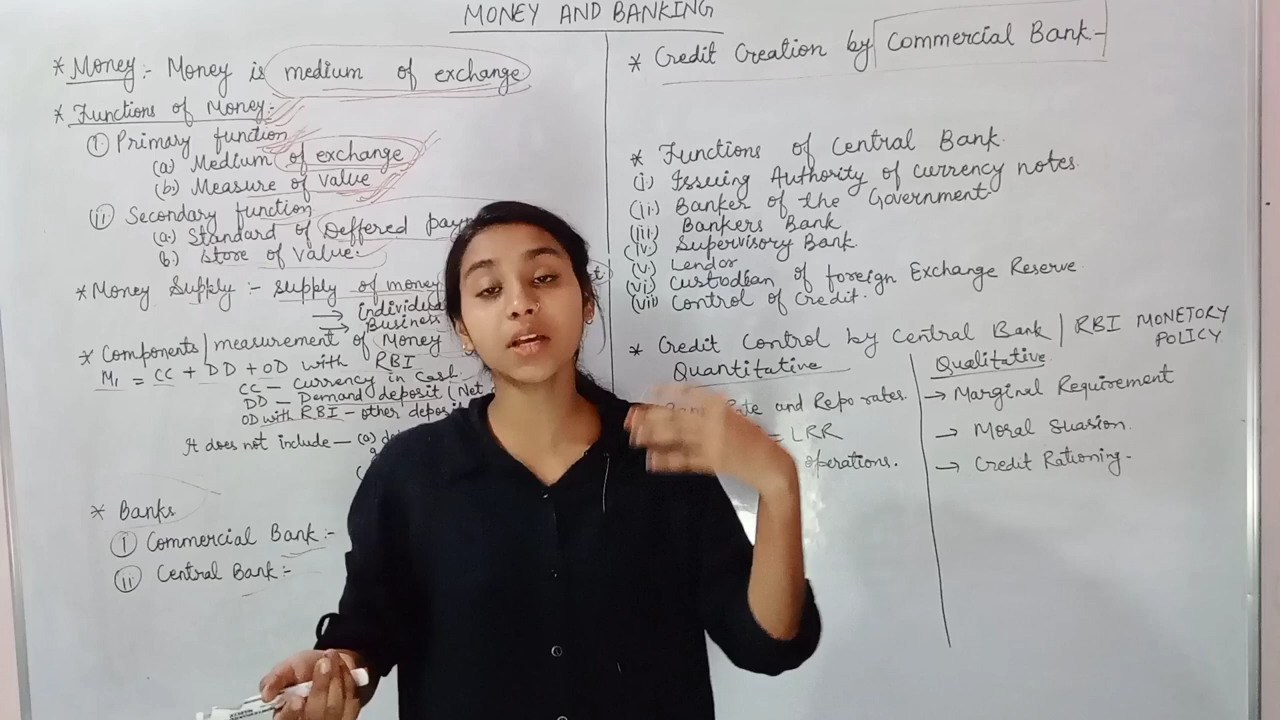 MONEY AND BANKING
* Money:- Money is medium of exchange.
* Functions of Money:-
(i) Primary function
(a) Medium of exchange
(b) Measure of value
(ii) Secondary function
(a.) Standard of Deffered
b) Store of value:-
* Money Supply :- supply of money
→ Individual
→ Business
* Components/measurement of Money
M1 = CC + DD + OD with RBI
CC – currency in Cash.
DD – Demand deposit (Net
OD with RBI – other deposit
It does not include – (a)
* Banks
(i) Commercial Bank:-
(ii) Central Bank:-
* Credit Creation by Commercial Bank-
* Functions of Central Bank.
(i.) Issuing Authority of currency notes.
(ii.) Banker of the Government
(iii.) Bankers Bank
(iv.) Supervisory Bank.
(v.) Lendor
(vi.) Custodian of foreign Exchange Reserve.
(vii) Control of Credit.
* Credit Control by Central Bank | RBI MONETORY POLICY
Quantitative
Rate and Repo rates.
= LRR
operations.
Qualitative
→ Marginal Requirement
→ Moral Suasion.
→ Credit Rationing.